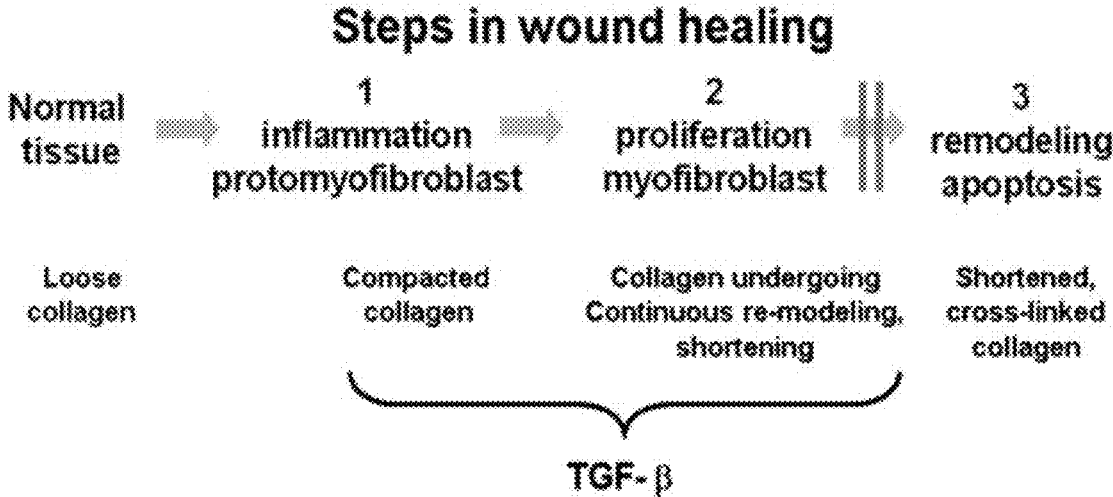 Steps in wound healing
Normal
tissue
1
inflammation
protomyofibroblast
2
proliferation
myofibroblast
3
remodeling
apoptosis
Loose
collagen
Compacted
collagen
Collagen undergoing
Continuous re-modeling,
shortening
Shortened,
cross-linked
collagen
TGF- β